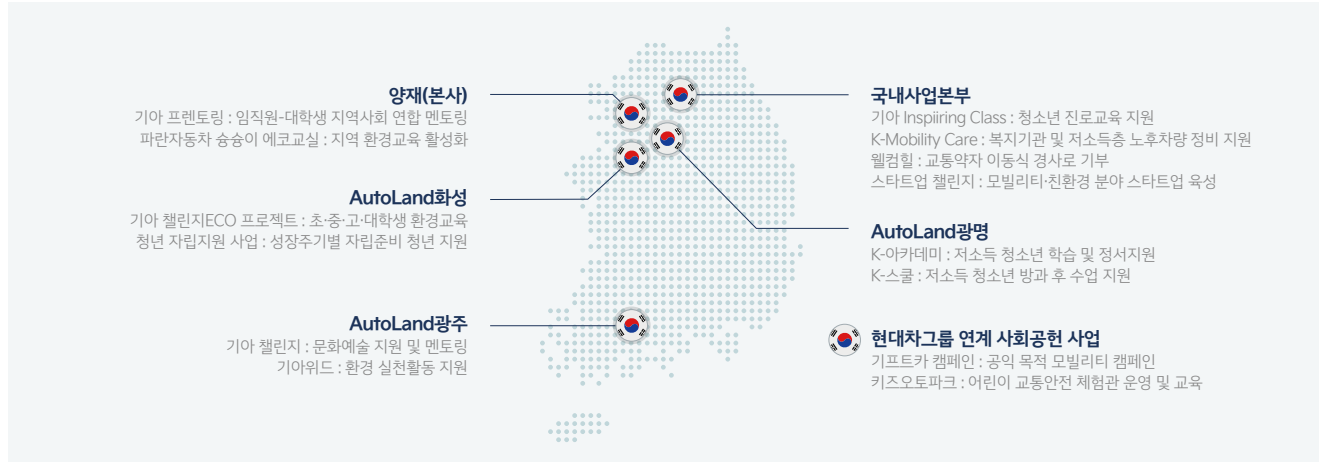 양재(본사)
기아 프렌토링 : 임직원-대학생 지역사회 연합 멘토링
파란자동차 슝슝이 에코교실 : 지역 환경교육 활성화
AutoLand화성
기아 챌린지ECO 프로젝트 : 초·중·고·대학생 환경교육
청년 자립지원 사업 : 성장주기별 자립준비 청년 지원
AutoLand광주
기아 챌린지 : 문화예술 지원 및 멘토링
기아위드 : 환경 실천활동 지원
국내사업본부
기아 Inspiiring Class : 청소년 진로교육 지원
K-Mobility Care : 복지기관 및 저소득층 노후차량 정비 지원
웰컴힐 : 교통약자 이동식 경사로 기부
스타트업 챌린지 : 모빌리티·친환경 분야 스타트업 육성
AutoLand광명
K-아카데미 : 저소득 청소년 학습 및 정서지원
K-스쿨 : 저소득 청소년 방과 후 수업 지원
현대차그룹 연계 사회공헌 사업
기프트카 캠페인 : 공익 목적 모빌리티 캠페인
키즈오토파크 : 어린이 교통안전 체험관 운영 및 교육